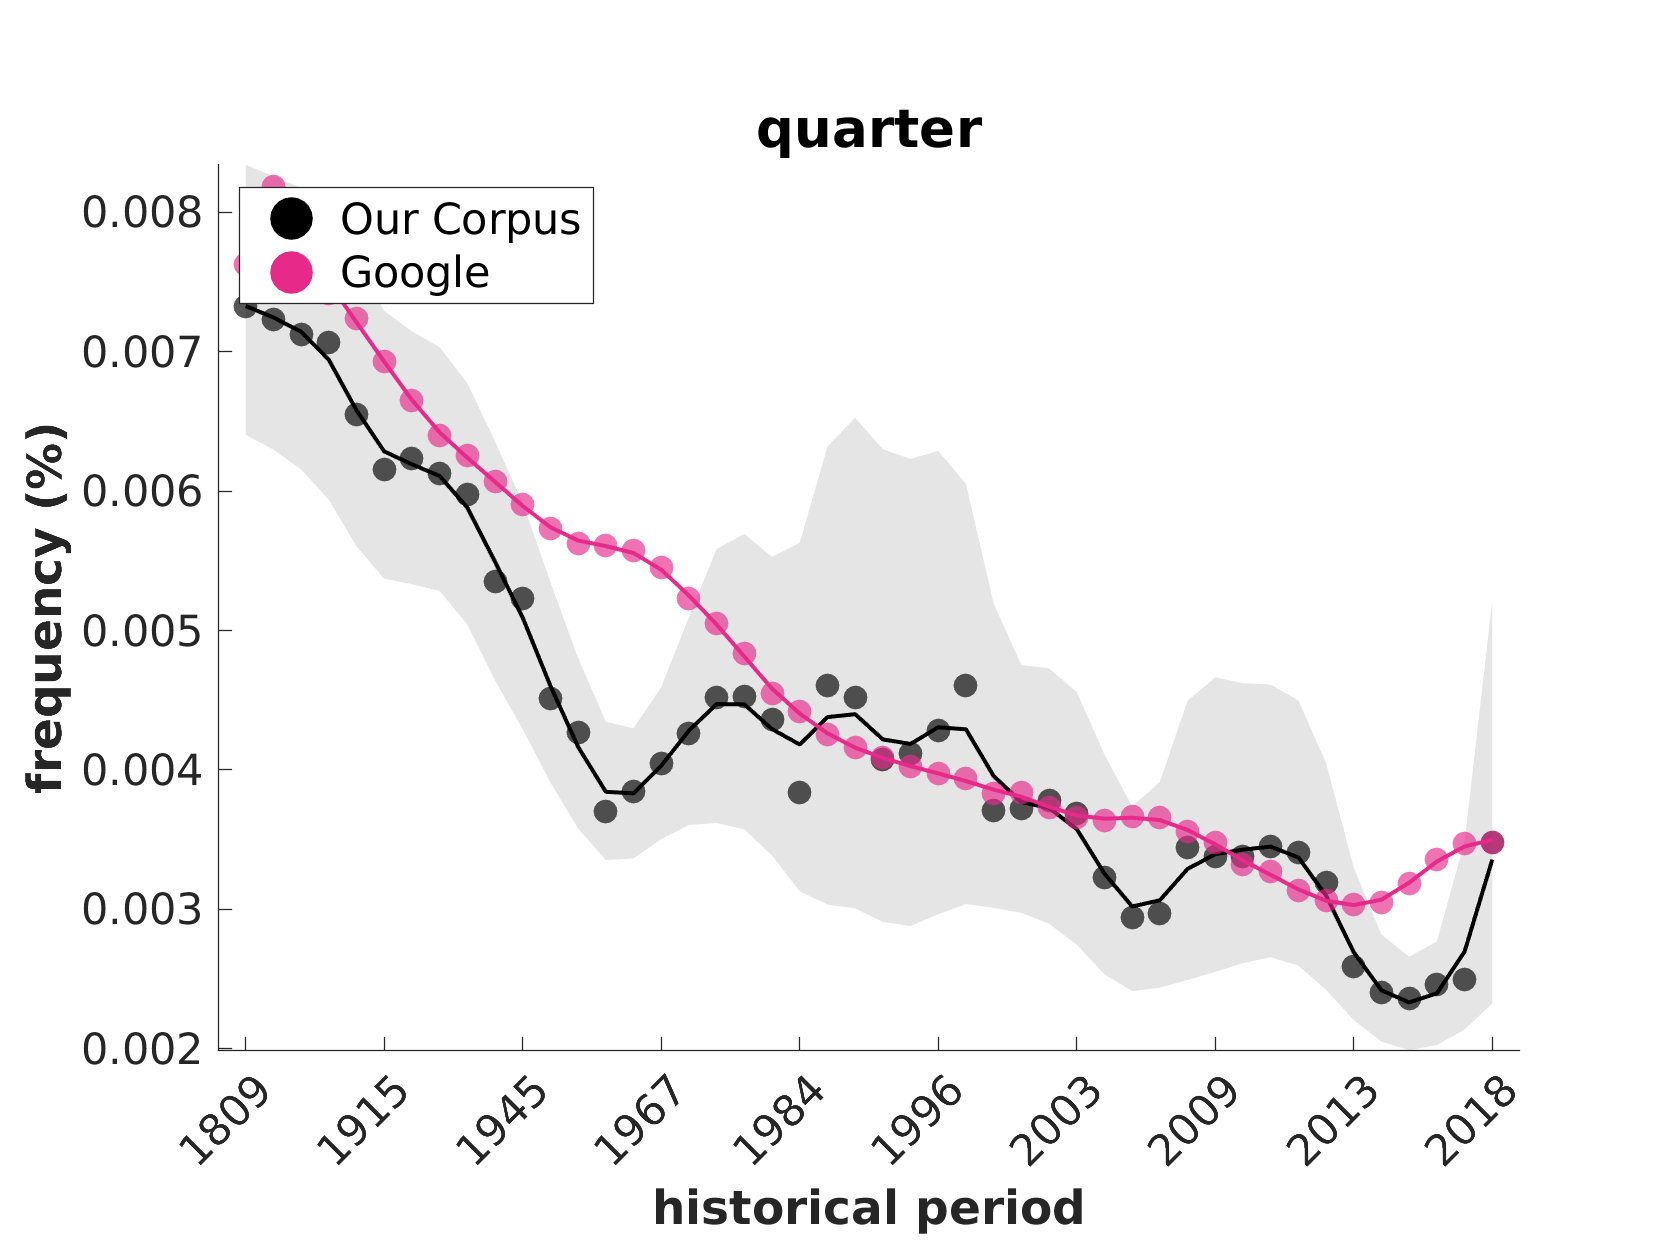 quarter
Our Corpus
Google
frequency (%)
0.008
0.007
0.006
0.005
0.004
0.003
0.002
1809 1915 1945 1967 1984 1996 2003 2009 2013 2018
historical period